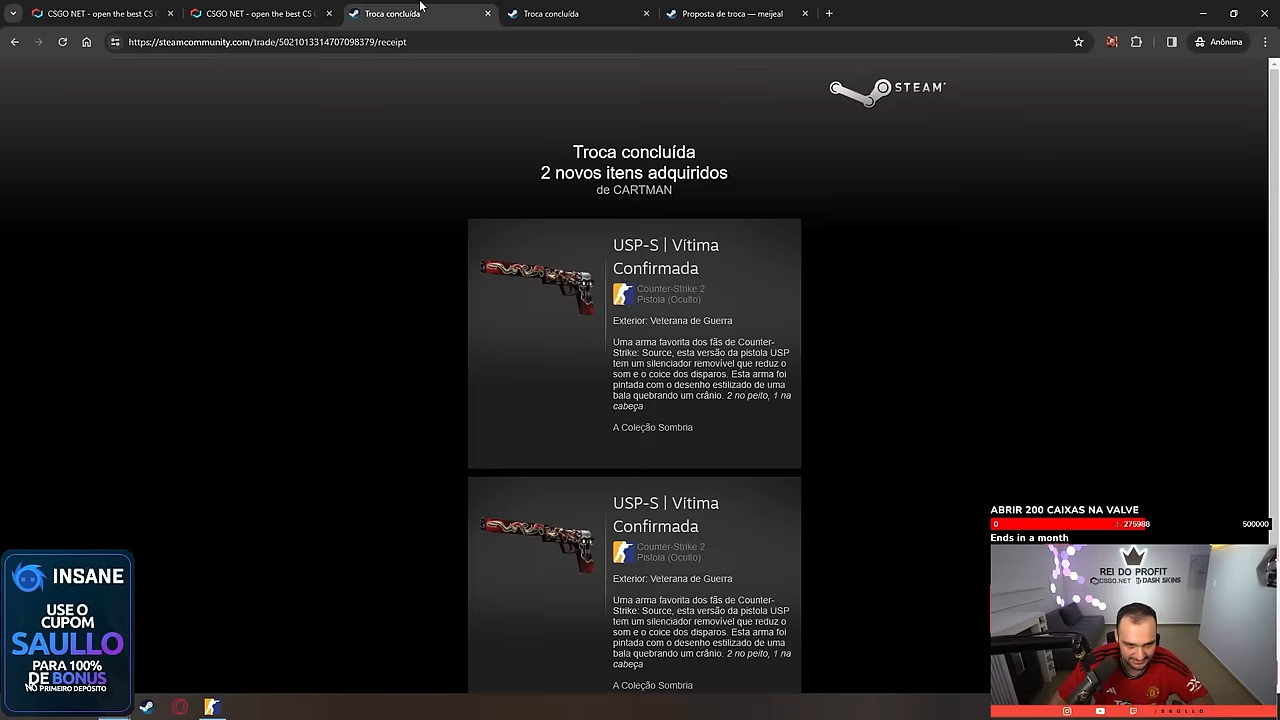 CSGO NET - open the best CS
CSGO NET - open the best CS
Troca concluída
Troca concluída
Proposta de troca — meijeal
https://steamcommunity.com/trade/5021013314707098379/receipt
Anônima
STEAM
Troca concluída
2 novos itens adquiridos
de CARTMAN
USP-S | Vítima
Confirmada
Counter-Strike 2
Pistola (Oculto)
Exterior: Veterana de Guerra
Uma arma favorita dos fãs de Counter-
Strike: Source, esta versão da pistola USP
tem um silenciador removível que reduz o
som e o coice dos disparos. Esta arma foi
pintada com o desenho estilizado de uma
bala quebrando um crânio. 2 no peito, 1 na
cabeça
A Coleção Sombria
USP-S | Vítima
Confirmada
Counter-Strike 2
Pistola (Oculto)
Exterior: Veterana de Guerra
Uma arma favorita dos fãs de Counter-
Strike: Source, esta versão da pistola USP
tem um silenciador removível que reduz o
som e o coice dos disparos. Esta arma foi
pintada com o desenho estilizado de uma
bala quebrando um crânio. 2 no peito, 1 na
cabeça
A Coleção Sombria
INSANE
USE O
CUPOM
SAULLO
PARA 100%
DE BONUS
NO PRIMEIRO DEPÓSITO
ABRIR 200 CAIXAS NA VALVE
0 275988 500000
Ends in a month
REI DO PROFIT
CSGO.NET DASH SKINS
/SAULLO